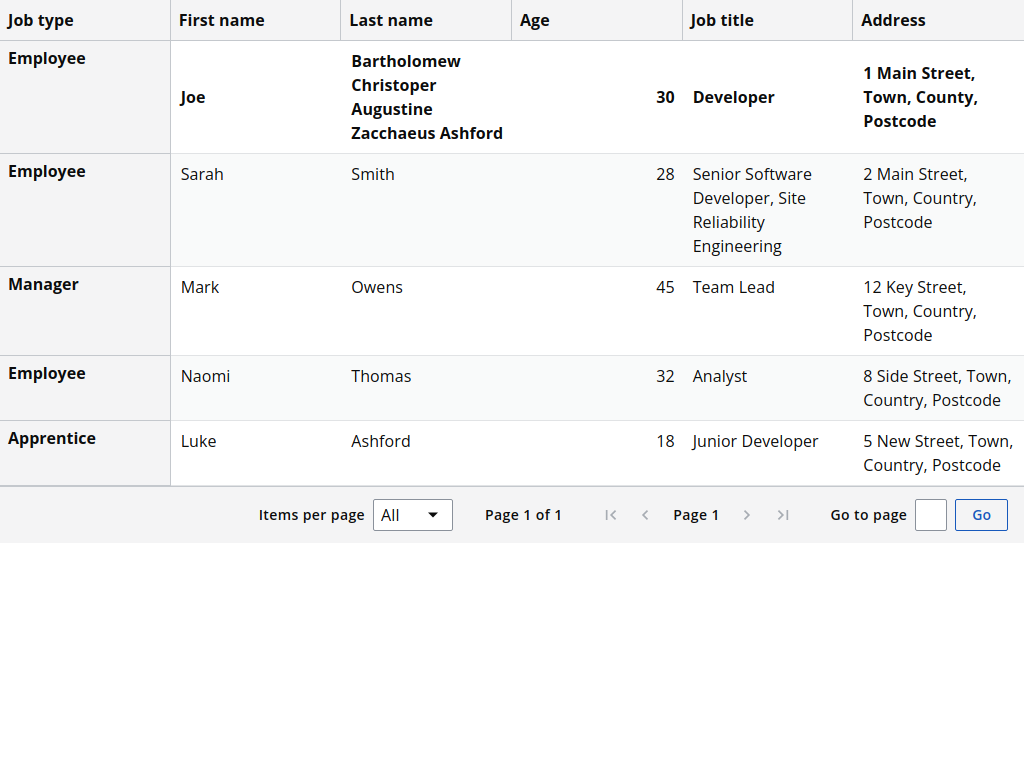 Job type First name Last name Age Job title Address
Employee Joe Bartholomew Christoper Augustine Zacchaeus Ashford 30 Developer 1 Main Street, Town, County, Postcode
Employee Sarah Smith 28 Senior Software Developer, Site Reliability Engineering 2 Main Street, Town, Country, Postcode
Manager Mark Owens 45 Team Lead 12 Key Street, Town, Country, Postcode
Employee Naomi Thomas 32 Analyst 8 Side Street, Town, Country, Postcode
Apprentice Luke Ashford 18 Junior Developer 5 New Street, Town, Country, Postcode
Items per page All Page 1 of 1 Page 1 Go to page Go